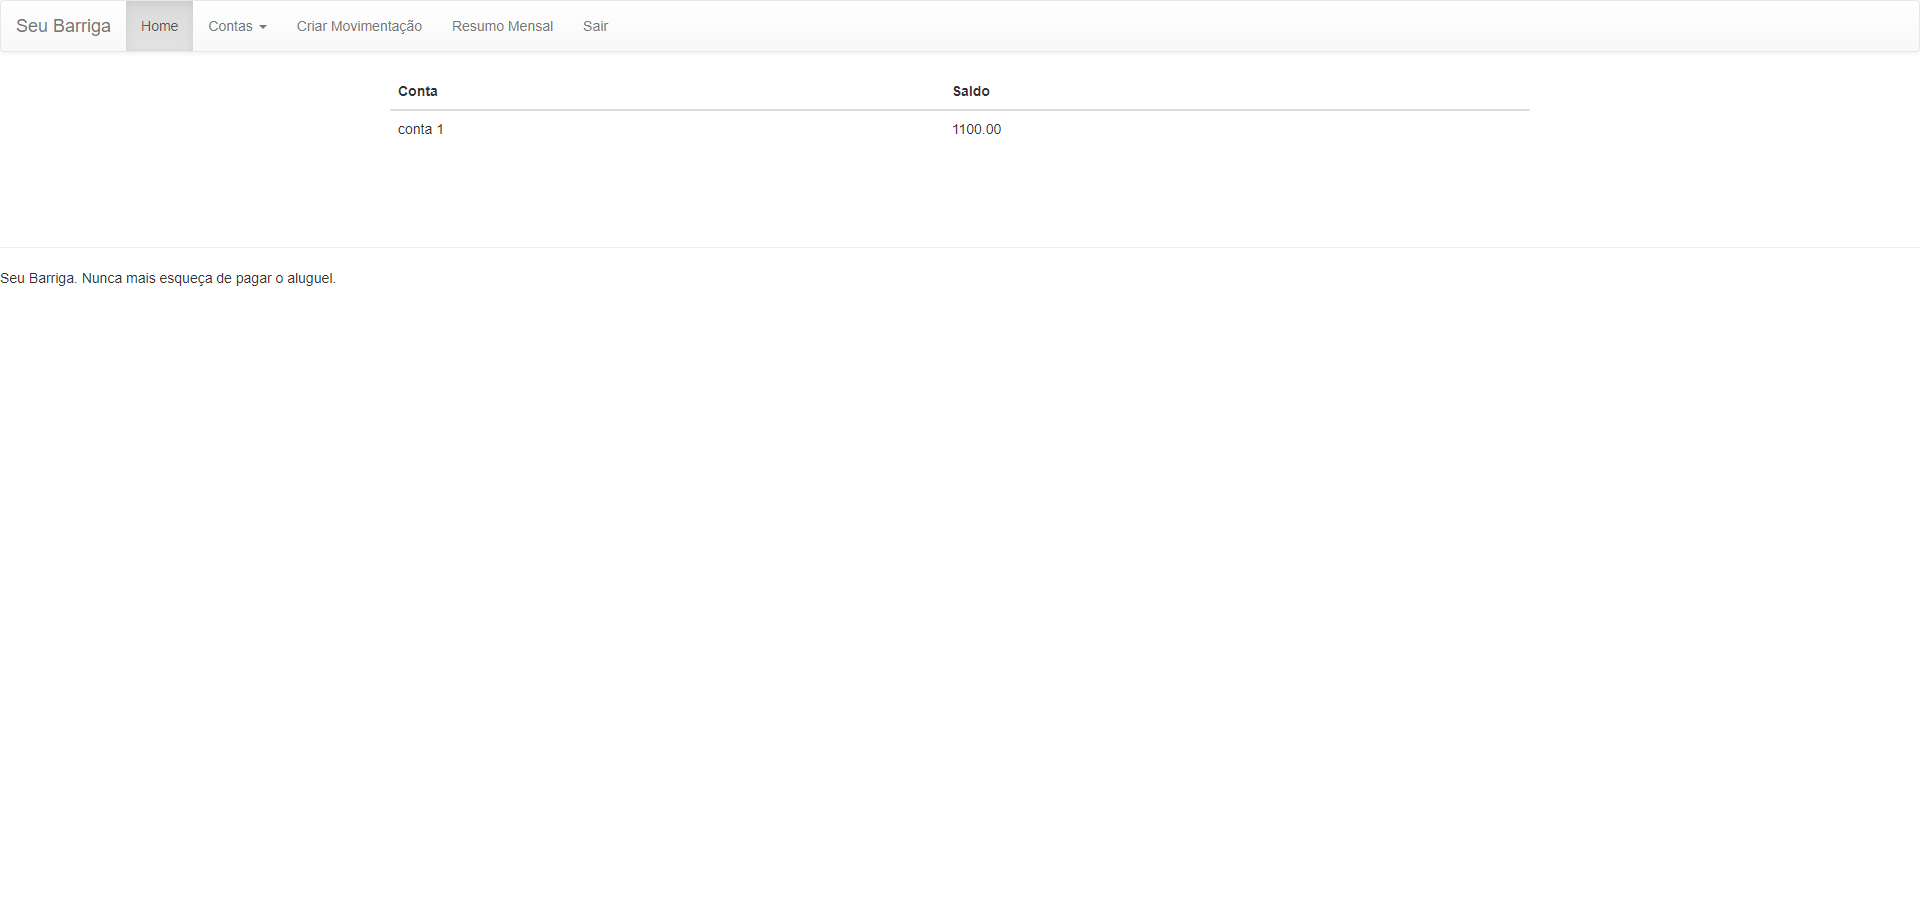 Seu Barriga Home Contas Criar Movimentação Resumo Mensal Sair
Conta Saldo
conta 1 1100.00
Seu Barriga. Nunca mais esqueça de pagar o aluguel.